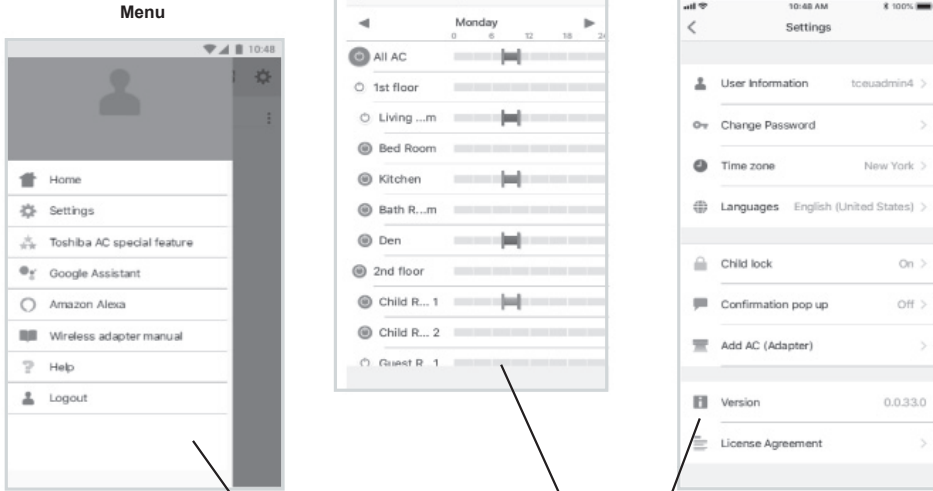 Menu
10:48
Home
Settings
Toshiba AC special feature
Google Assistant
Amazon Alexa
Wireless adapter manual
Help
Logout
Monday
0 6 12 18
All AC
1st floor
Living ...m
Bed Room
Kitchen
Bath R...m
Den
2nd floor
Child R... 1
Child R... 2
Guest R...1
10:48 AM
100%
Settings
User Information tceuadmin4 >
Change Password >
Time zone New York >
Languages English (United States) >
Child lock On >
Confirmation pop up Off >
Add AC (Adapter) >
Version 0.0.33.0
License Agreement >